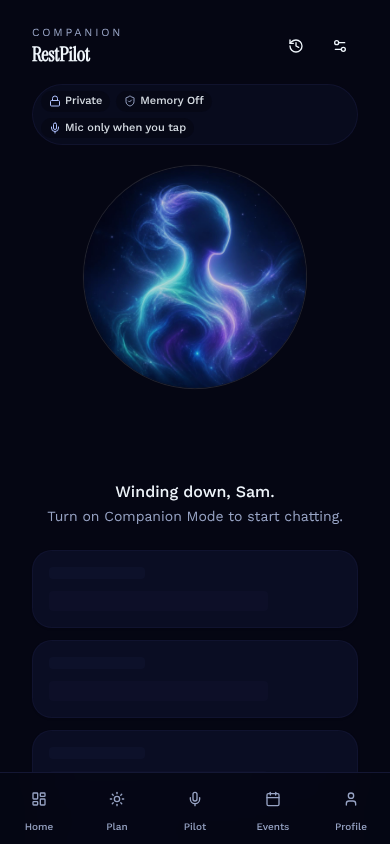 COMPANION
RestPilot
Private Memory Off
Mic only when you tap
Winding down, Sam.
Turn on Companion Mode to start chatting.
Home Plan Pilot Events Profile